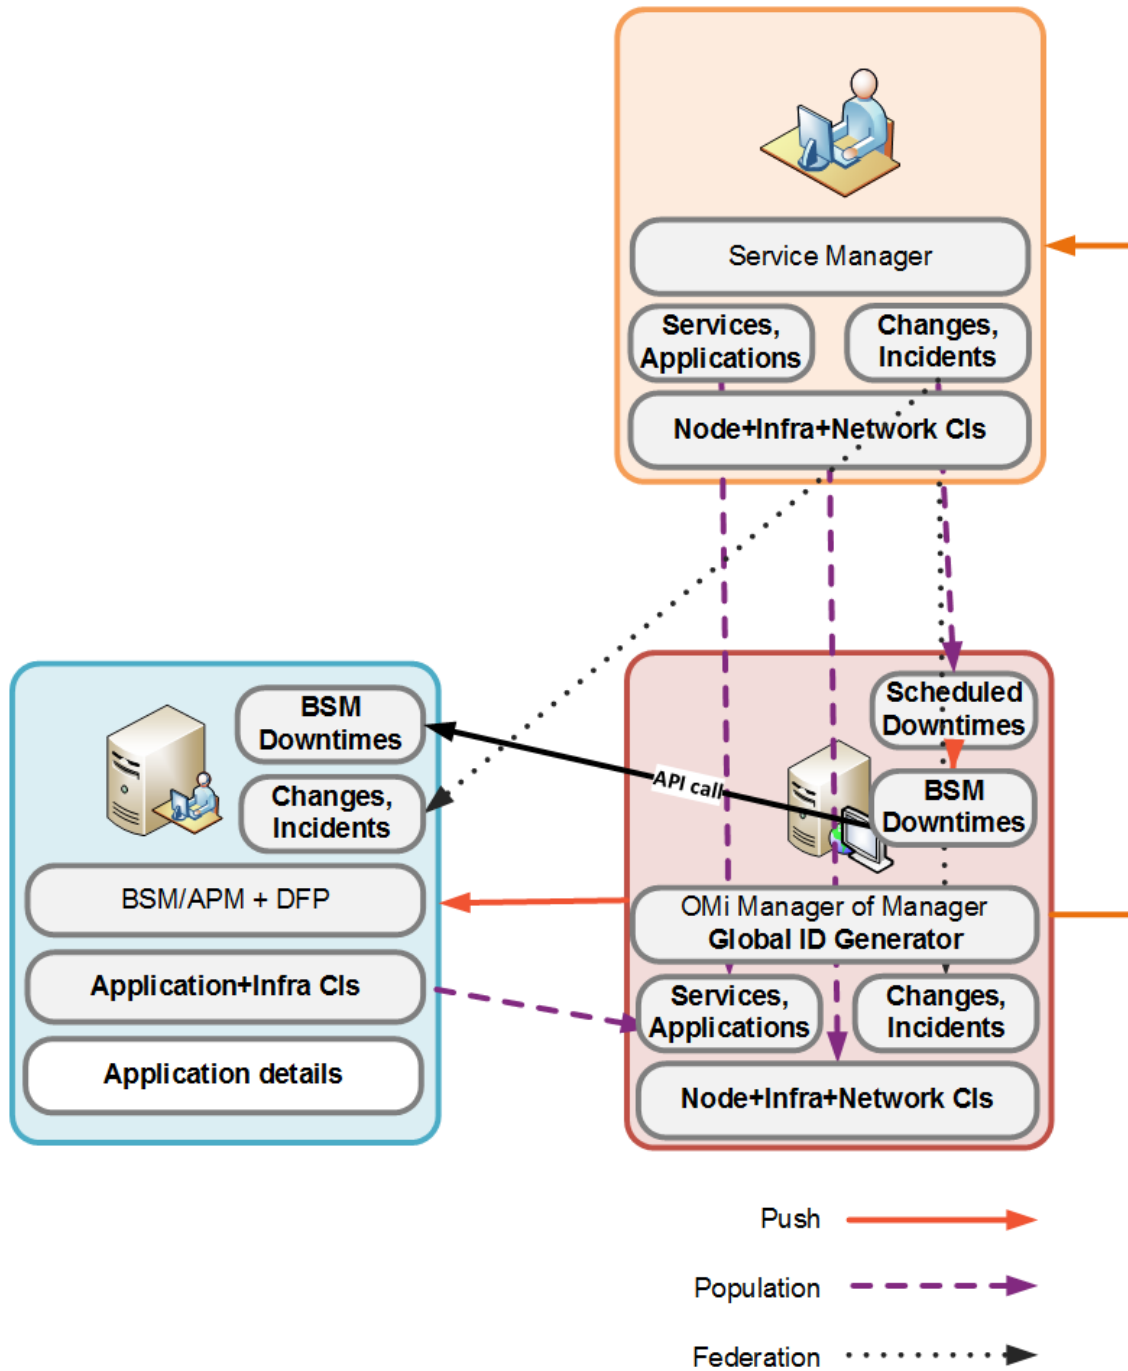 Service Manager
Services,
Applications
Changes,
Incidents
Node+Infra+Network CIs
BSM
Downtimes
Changes,
Incidents
BSM/APM + DFP
Application+Infra CIs
Application details
API call
Scheduled
Downtimes
BSM
Downtimes
OMi Manager of Manager
Global ID Generator
Services,
Applications
Changes,
Incidents
Node+Infra+Network CIs
Push
Population
Federation